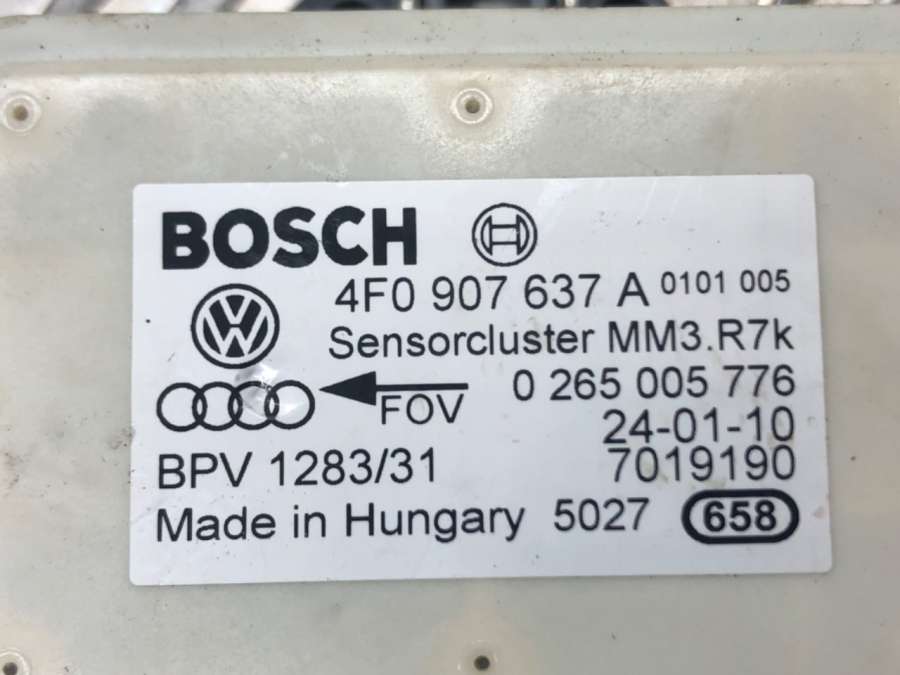 BOSCH
4F0 907 637 A 0101 005
Sensorcluster MM3.R7k
FOV 0 265 005 776
24-01-10
BPV 1283/31 7019190
Made in Hungary 5027 658